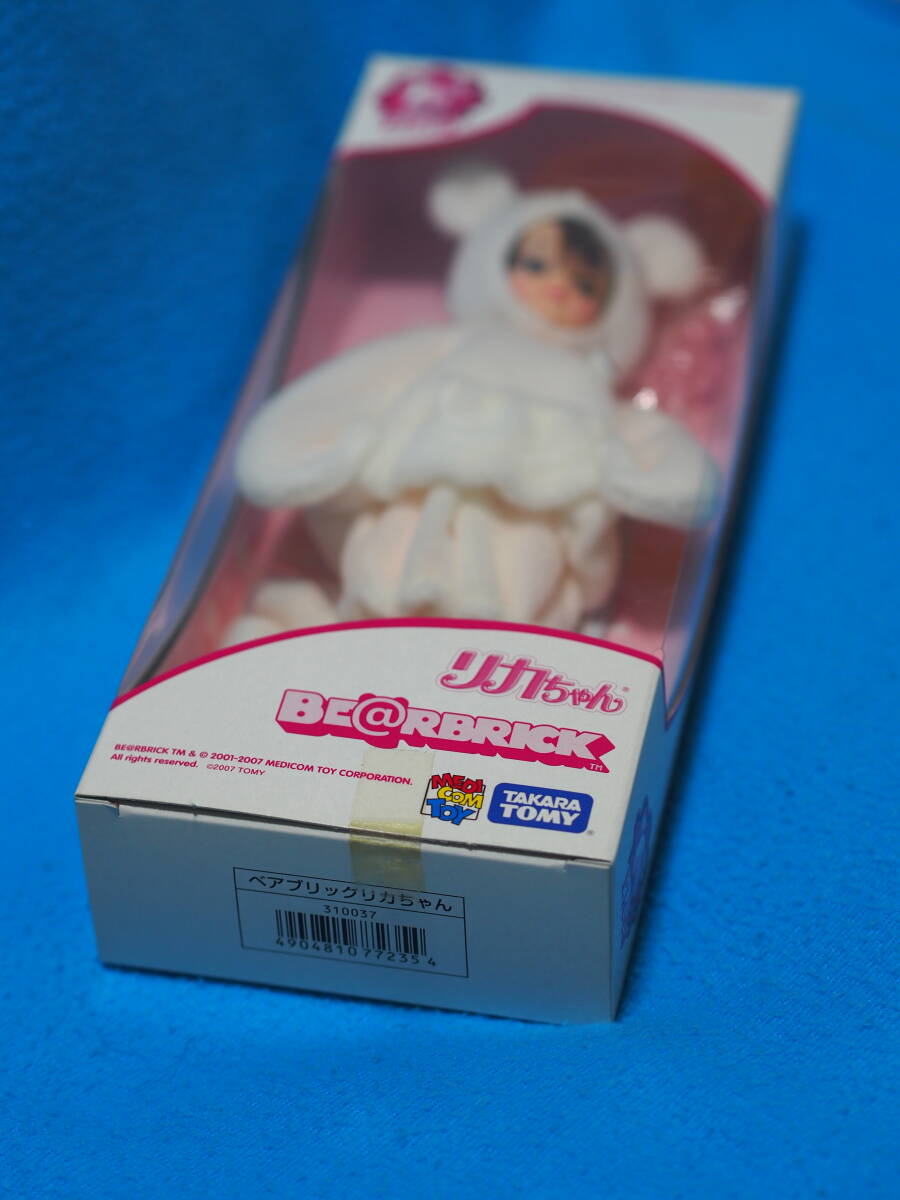 リカちゃん
BE@RBRICK™
BE@RBRICK TM & © 2001-2007 MEDICOM TOY CORPORATION.
All rights reserved. ©2007 TOMY
MEDI
COM
TOY
TAKARA
TOMY
ベアブリックリカちゃん
310037
4904810772354